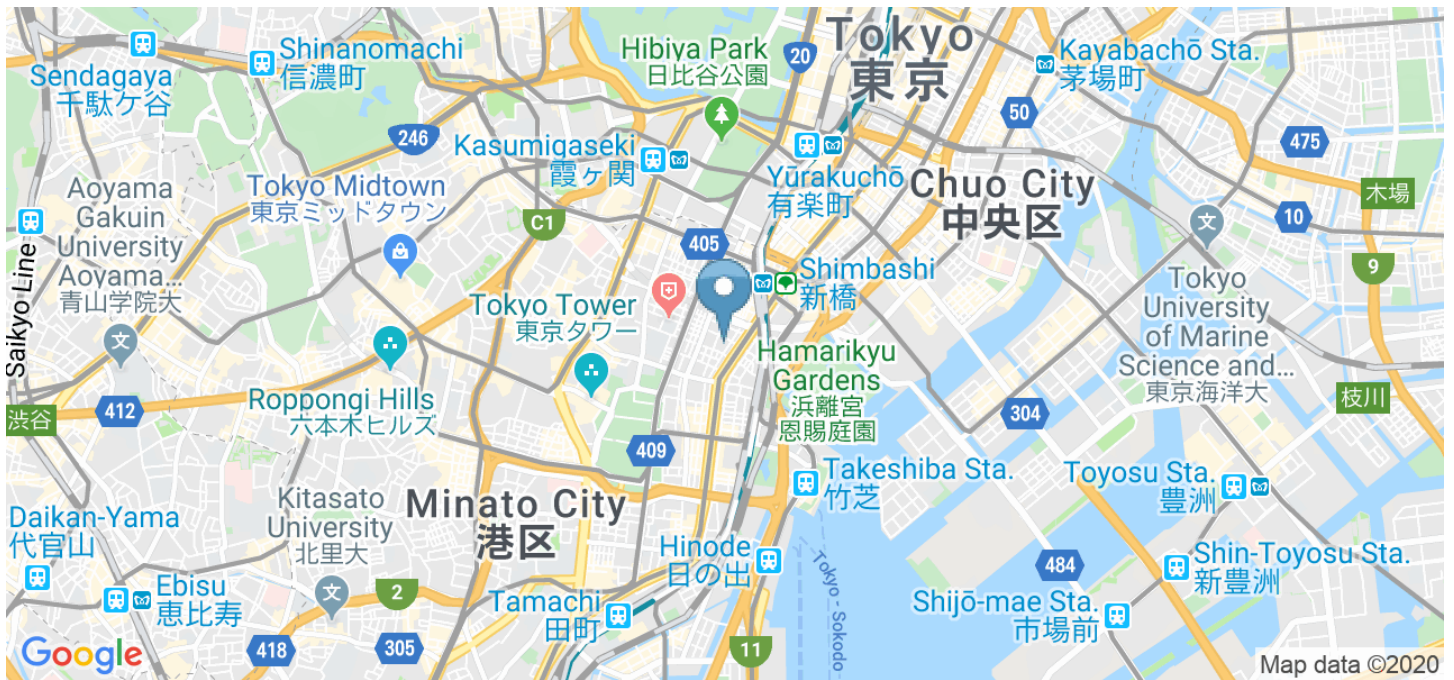 Tokyo
東京
Hibiya Park
日比谷公園
20
Shinanomachi
信濃町
Sendagaya
千駄ケ谷
Kayabachō Sta.
茅場町
50
246
475
Kasumigaseki
霞ヶ関
Yūrakuchō
有楽町
Chuo City
中央区
Aoyama
Gakuin
University
Aoyama...
青山学院大
Tokyo Midtown
東京ミッドタウン
木場
10
C1
405
Saikyo Line
Shimbashi
新橋
9
Tokyo Tower
東京タワー
Tokyo
University
of Marine
Science and...
東京海洋大
Hamarikyu
Gardens
浜離宮
恩賜庭園
Roppongi Hills
六本木ヒルズ
412
渋谷
304
枝川
409
Takeshiba Sta.
竹芝
Toyosu Sta.
豊洲
Minato City
港区
Kitasato
University
北里大
Daikan-Yama
代官山
Hinode
日の出
Shin-Toyosu Sta.
新豊洲
484
Ebisu
恵比寿
2
Tamachi
田町
Shijō-mae Sta.
市場前
Tokyo - Sokodo-
418
305
11
Google
Map data ©2020